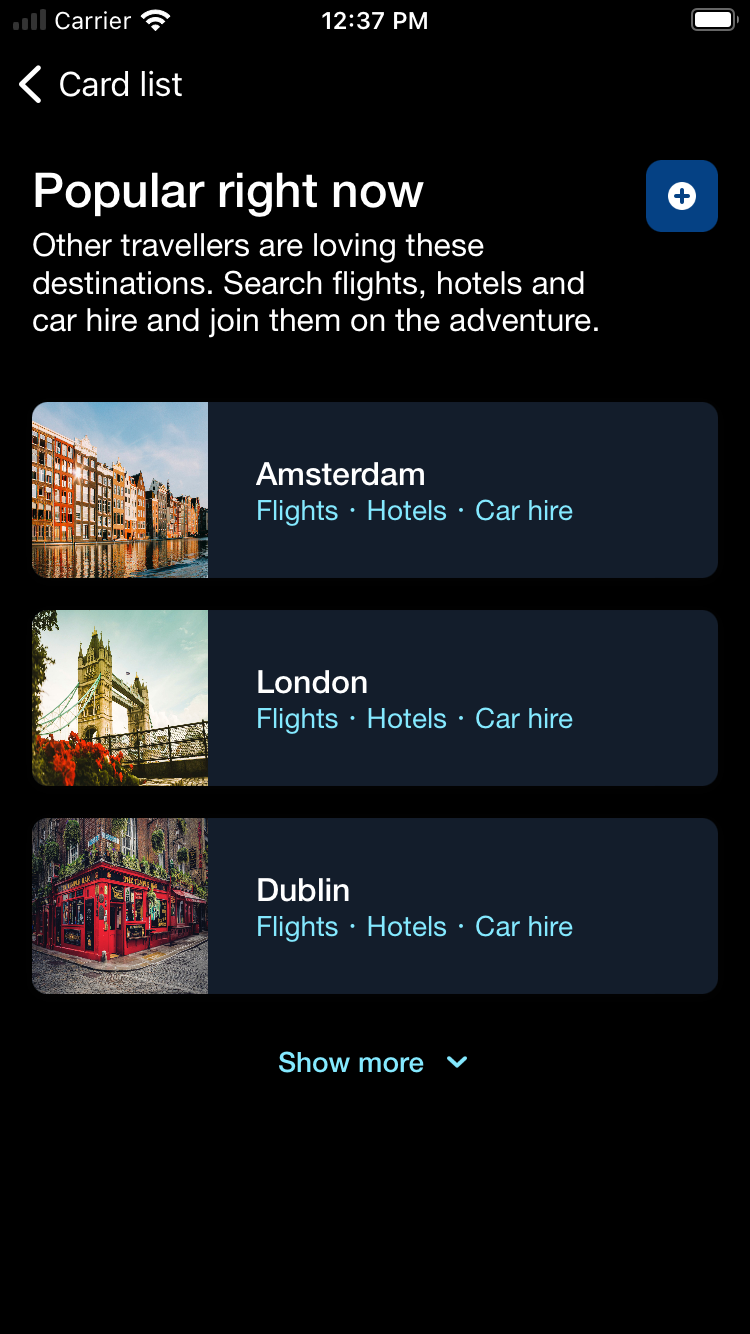 Carrier 12:37 PM
Card list
Popular right now
Other travellers are loving these
destinations. Search flights, hotels and
car hire and join them on the adventure.
Amsterdam
Flights · Hotels · Car hire
London
Flights · Hotels · Car hire
Dublin
Flights · Hotels · Car hire
Show more